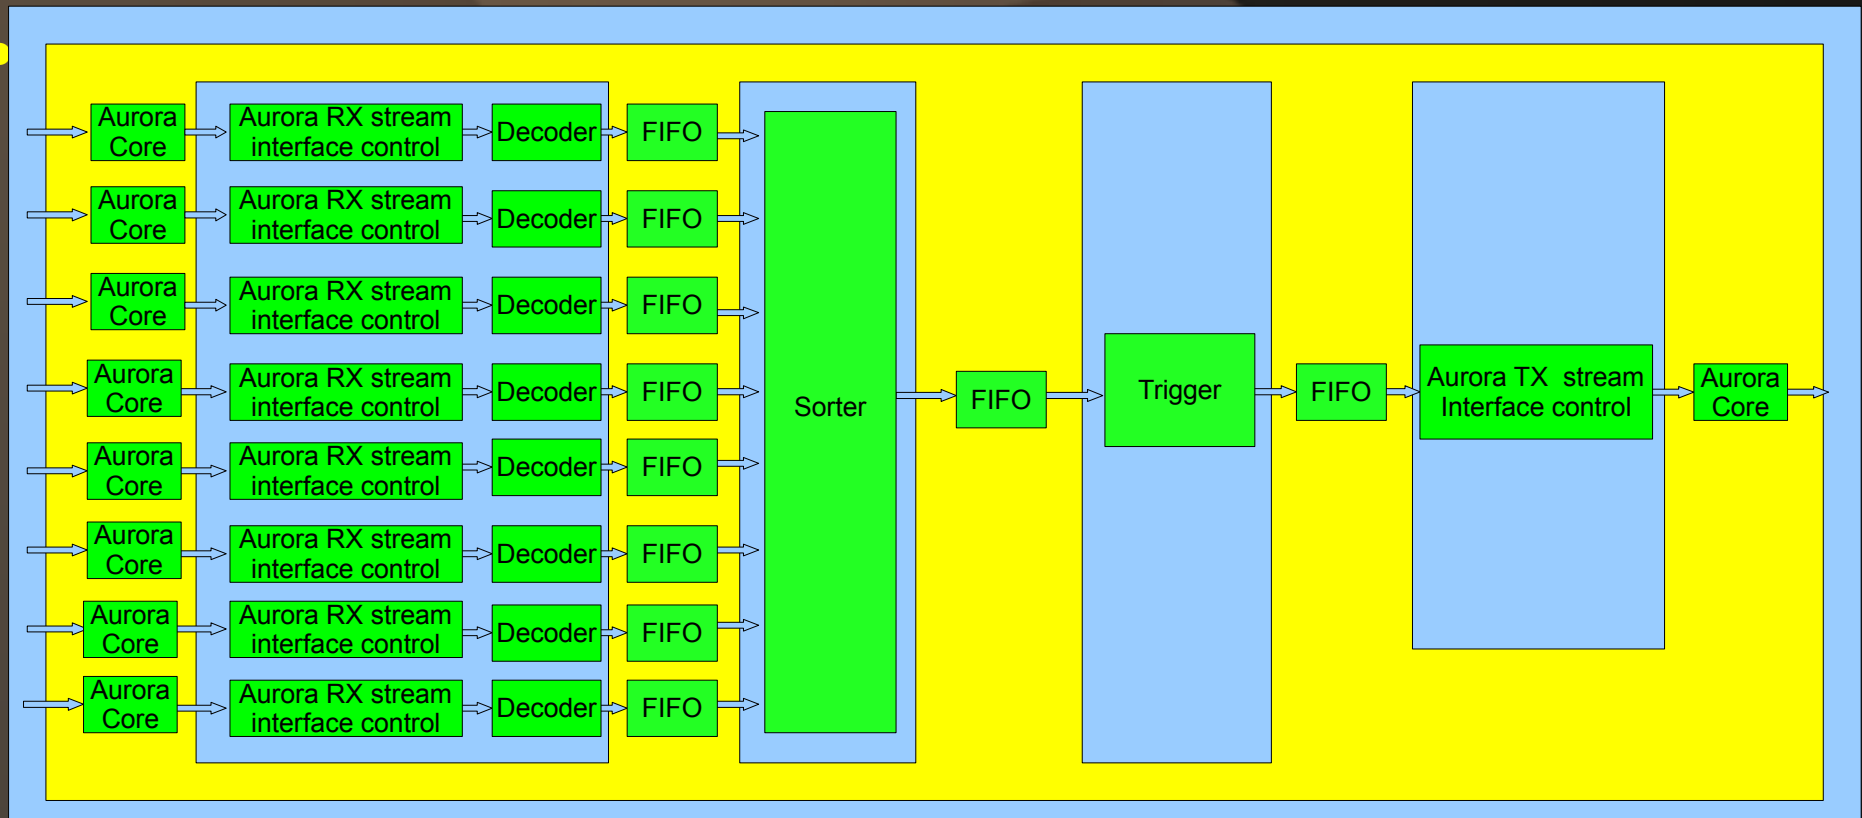 Aurora
Core
Aurora RX stream
interface control
Decoder
FIFO
Aurora
Core
Aurora RX stream
interface control
Decoder
FIFO
Aurora
Core
Aurora RX stream
interface control
Decoder
FIFO
Aurora
Core
Aurora RX stream
interface control
Decoder
FIFO
Aurora
Core
Aurora RX stream
interface control
Decoder
FIFO
Aurora
Core
Aurora RX stream
interface control
Decoder
FIFO
Aurora
Core
Aurora RX stream
interface control
Decoder
FIFO
Aurora
Core
Aurora RX stream
interface control
Decoder
FIFO
Sorter
FIFO
Trigger
FIFO
Aurora TX  stream
Interface control
Aurora
Core